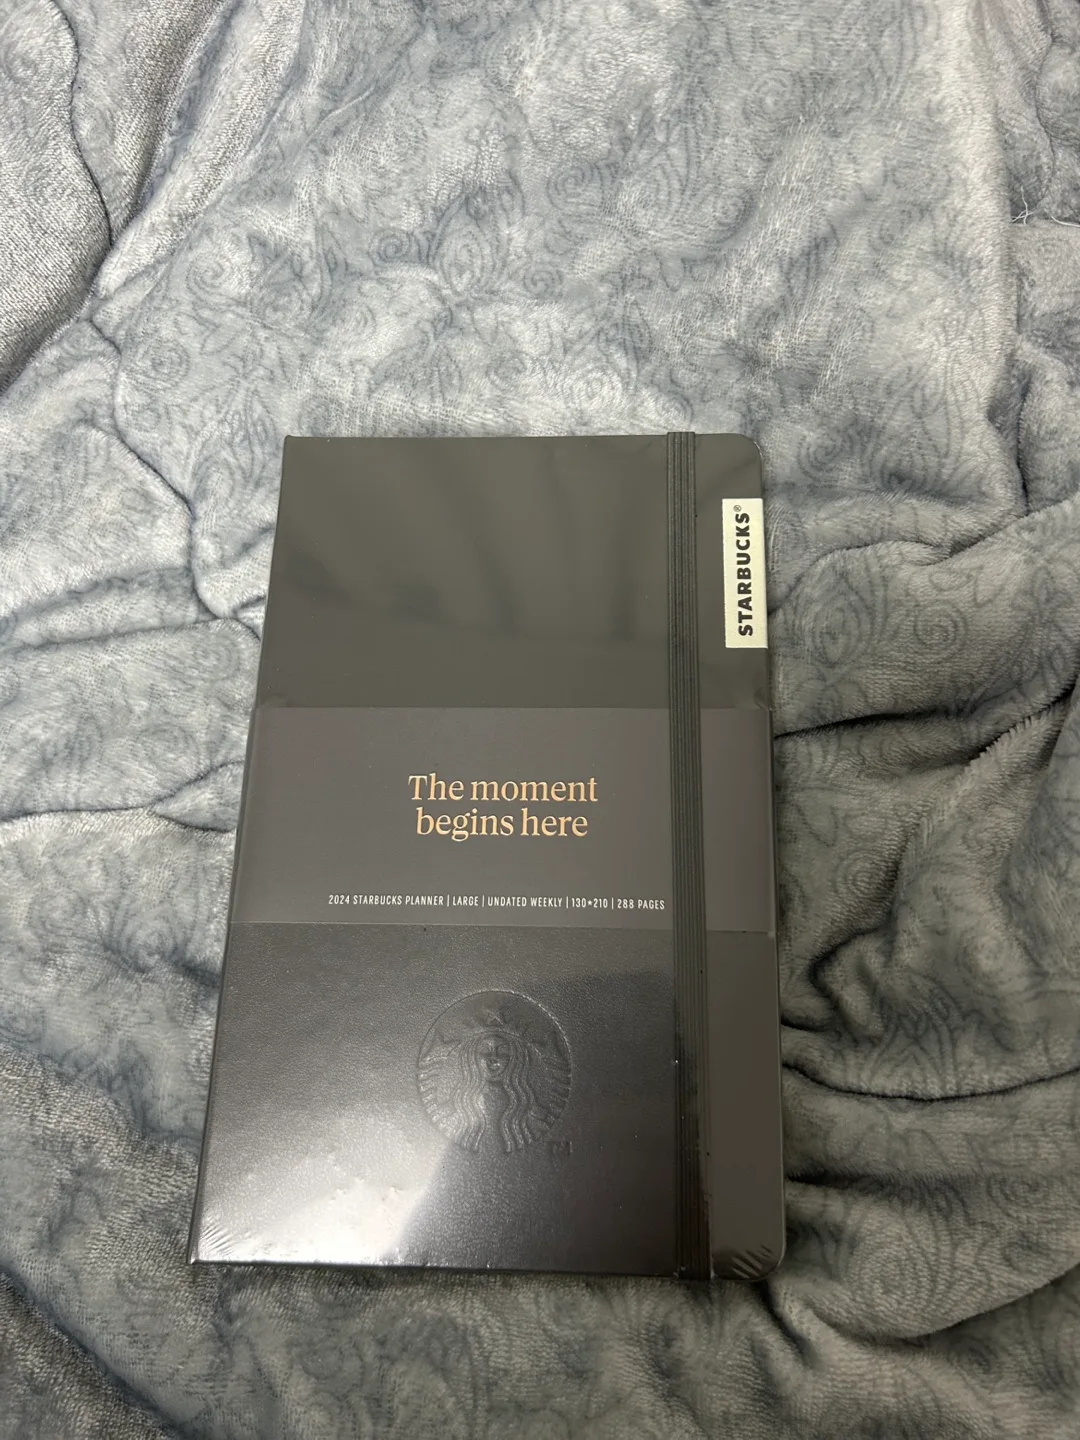 STARBUCKS®
The moment
begins here
2024 STARBUCKS PLANNER | LARGE | UNDATED WEEKLY | 130*210 | 288 PAGES